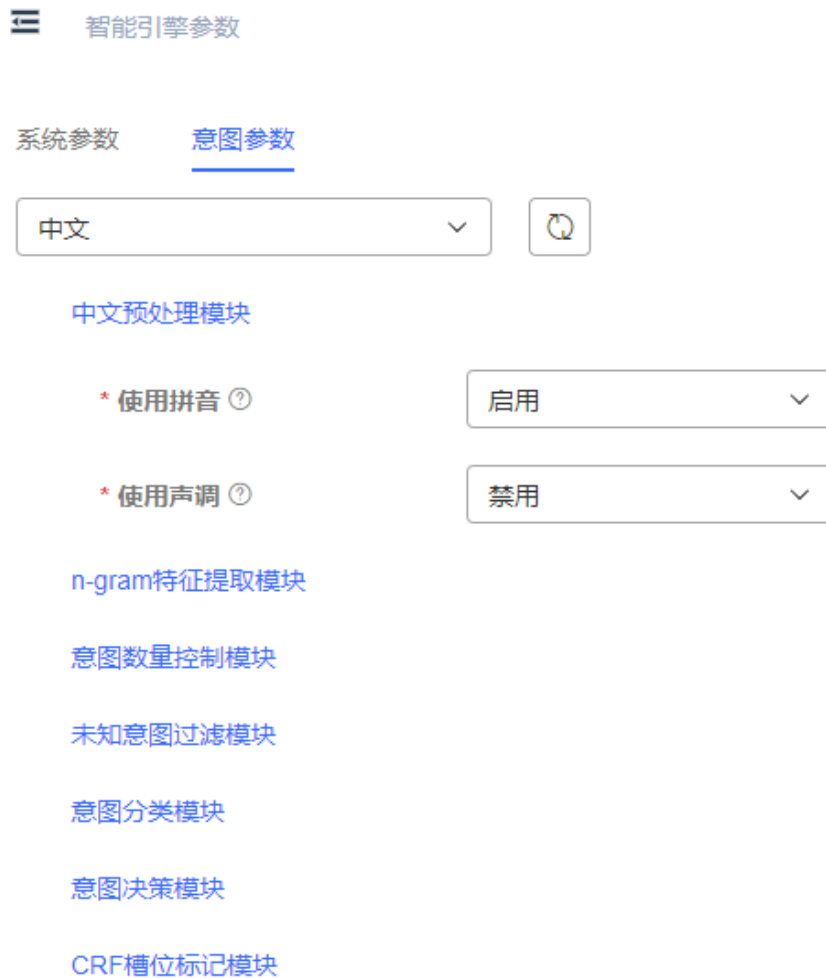 智能引擎参数
系统参数 意图参数
中文
中文预处理模块
* 使用拼音 ? 启用
* 使用声调 ? 禁用
n-gram特征提取模块
意图数量控制模块
未知意图过滤模块
意图分类模块
意图决策模块
CRF槽位标记模块